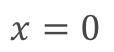 x = 0